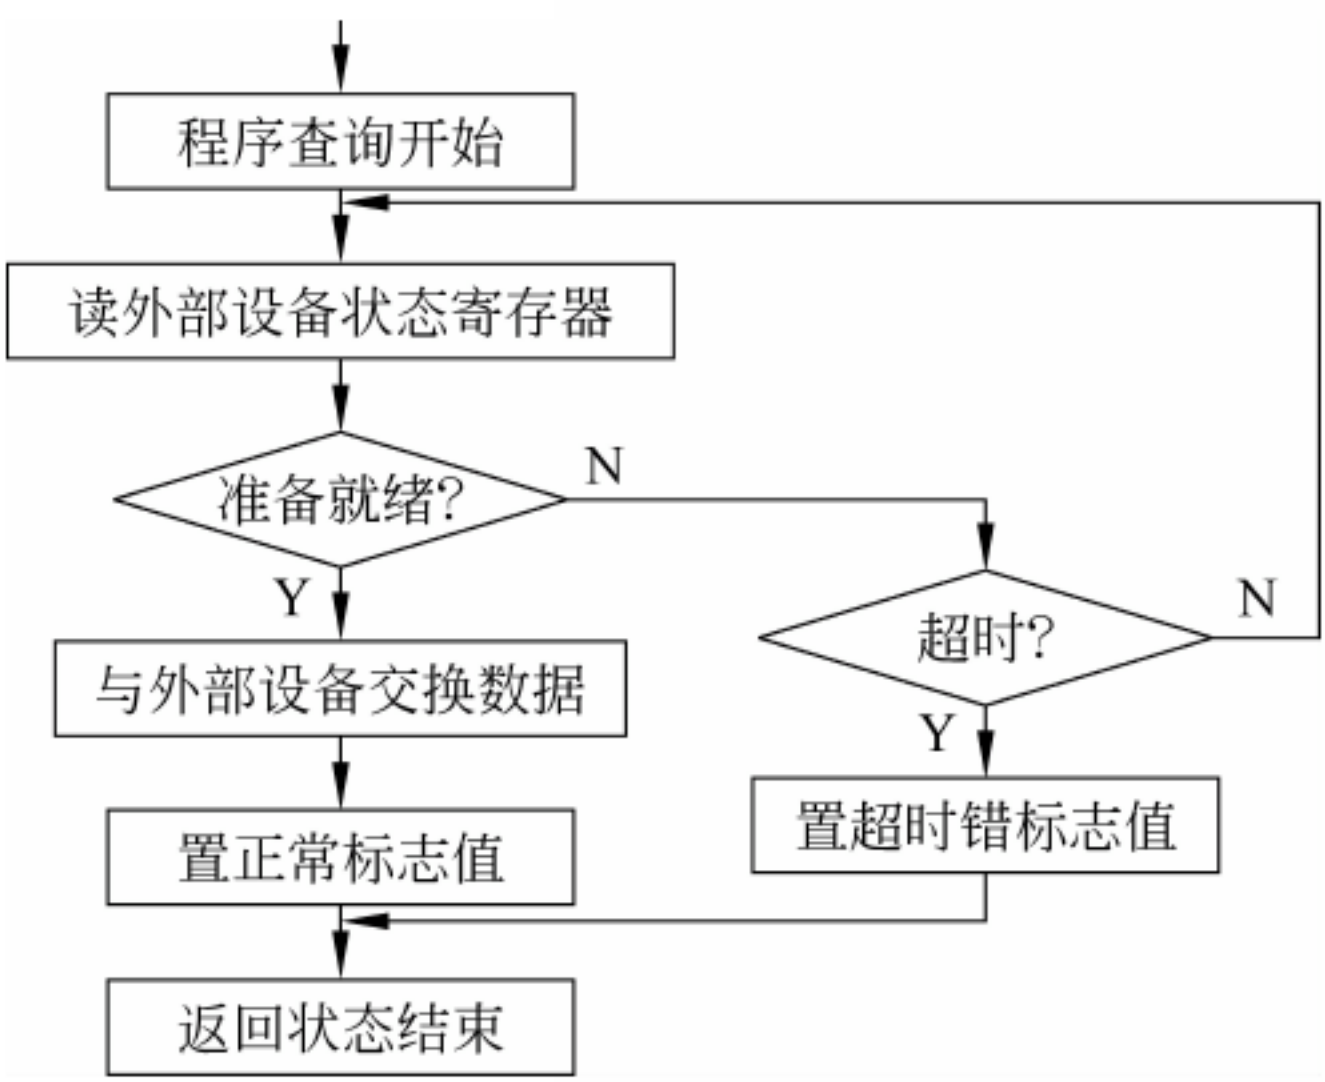 程序查询开始
读外部设备状态寄存器
准备就绪?
N
Y
超时?
N
与外部设备交换数据
Y
置正常标志值
置超时错标志值
返回状态结束